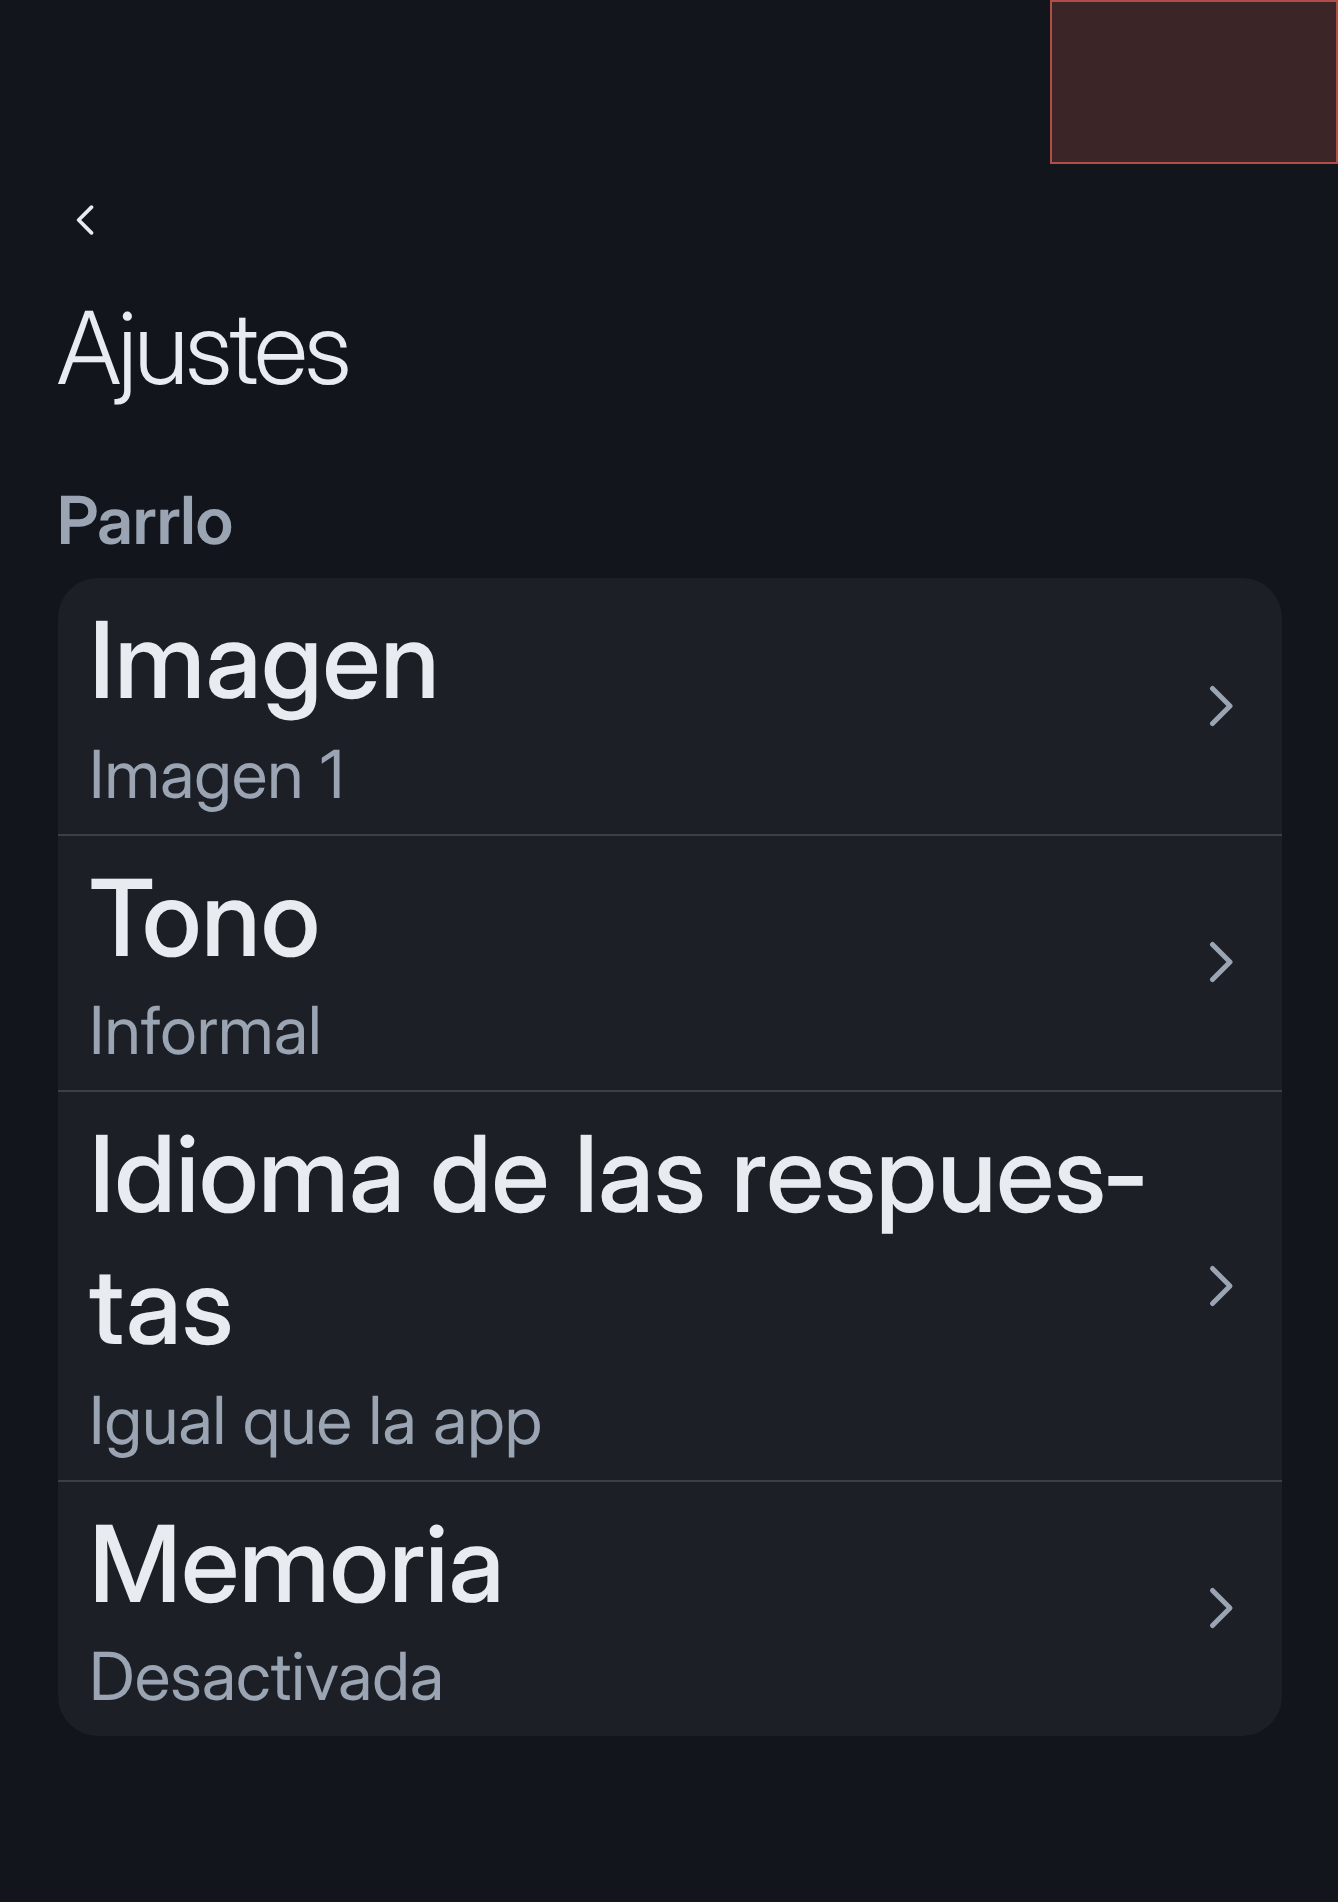 Ajustes
Parrlo
Imagen
Imagen 1
Tono
Informal
Idioma de las respues-
tas
Igual que la app
Memoria
Desactivada